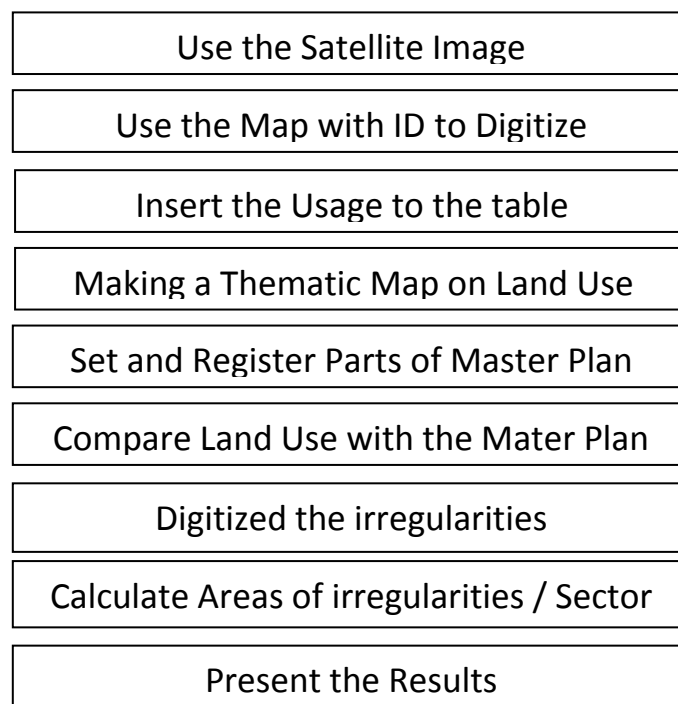 Use the Satellite Image
Use the Map with ID to Digitize
Insert the Usage to the table
Making a Thematic Map on Land Use
Set and Register Parts of Master Plan
Compare Land Use with the Mater Plan
Digitized the irregularities
Calculate Areas of irregularities / Sector
Present the Results